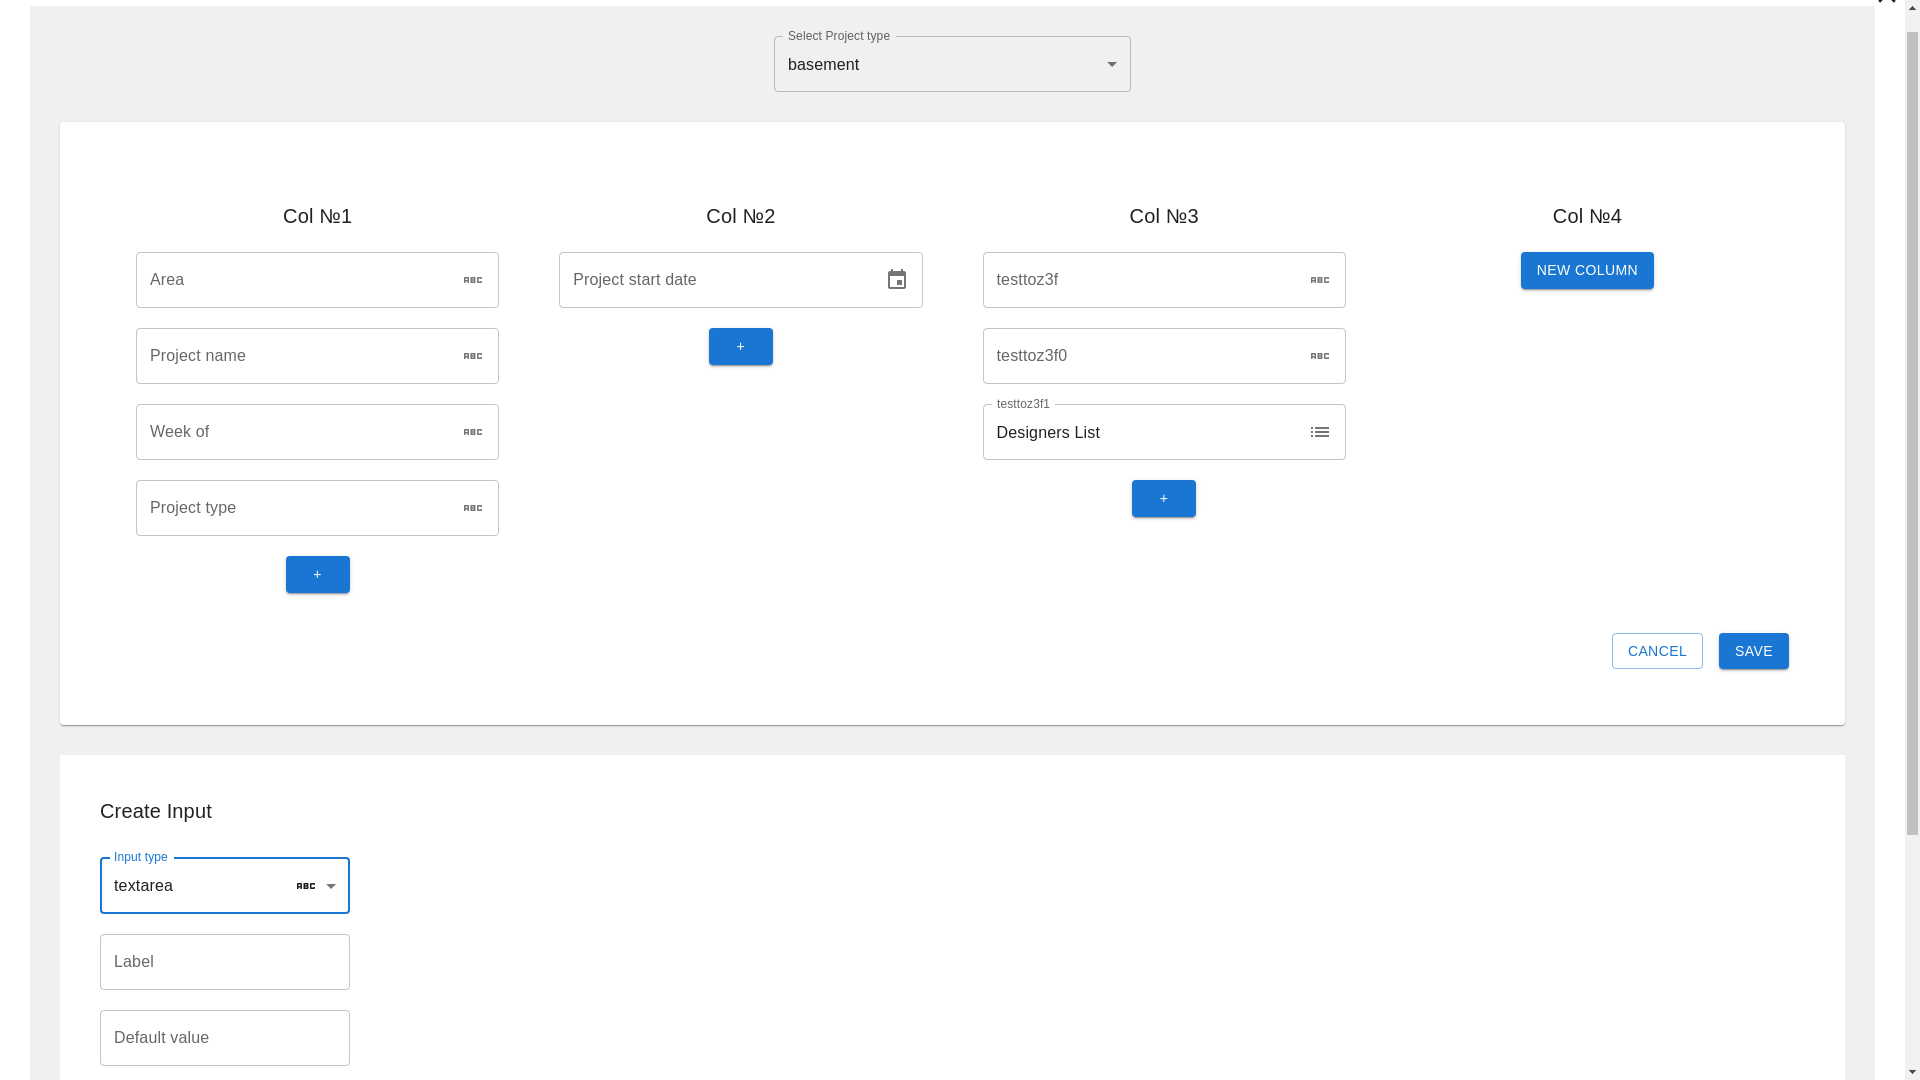 Select Project type
basement
Col №1
Col №2
Col №3
Col №4
Area
ABC
Project start date
testtoz3f
ABC
NEW COLUMN
Project name
ABC
+
testtoz3f0
ABC
Week of
ABC
testtoz3f1
Designers List
Project type
ABC
+
+
CANCEL
SAVE
Create Input
Input type
textarea
ABC
Label
Default value